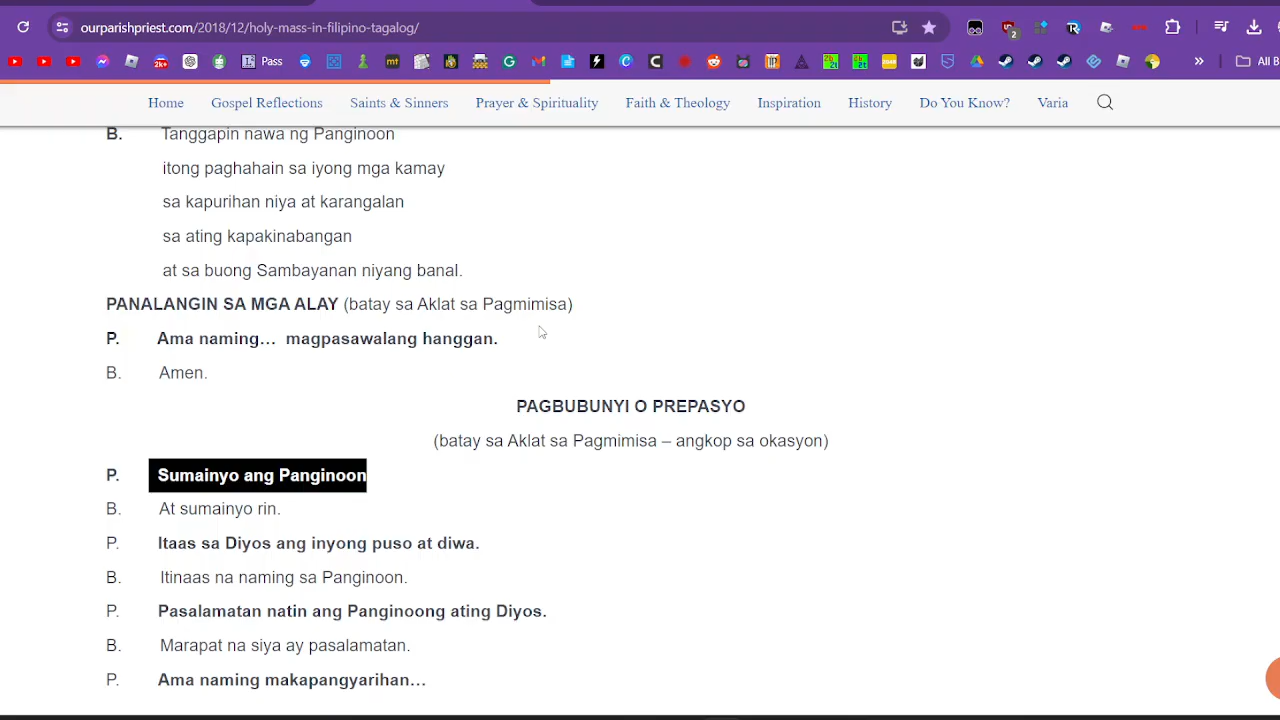 ourparishpriest.com/2018/12/holy-mass-in-filipino-tagalog/
Pass
All B
Home Gospel Reflections Saints & Sinners Prayer & Spirituality Faith & Theology Inspiration History Do You Know? Varia
B. Tanggapin nawa ng Panginoon
itong paghahain sa iyong mga kamay
sa kapurihan niya at karangalan
sa ating kapakinabangan
at sa buong Sambayanan niyang banal.
PANALANGIN SA MGA ALAY (batay sa Aklat sa Pagmimisa)
P. Ama naming… magpasawalang hanggan.
B. Amen.
PAGBUBUNYI O PREPASYO
(batay sa Aklat sa Pagmimisa – angkop sa okasyon)
P. Sumainyo ang Panginoon
B. At sumainyo rin.
P. Itaas sa Diyos ang inyong puso at diwa.
B. Itinaas na naming sa Panginoon.
P. Pasalamatan natin ang Panginoong ating Diyos.
B. Marapat na siya ay pasalamatan.
P. Ama naming makapangyarihan…